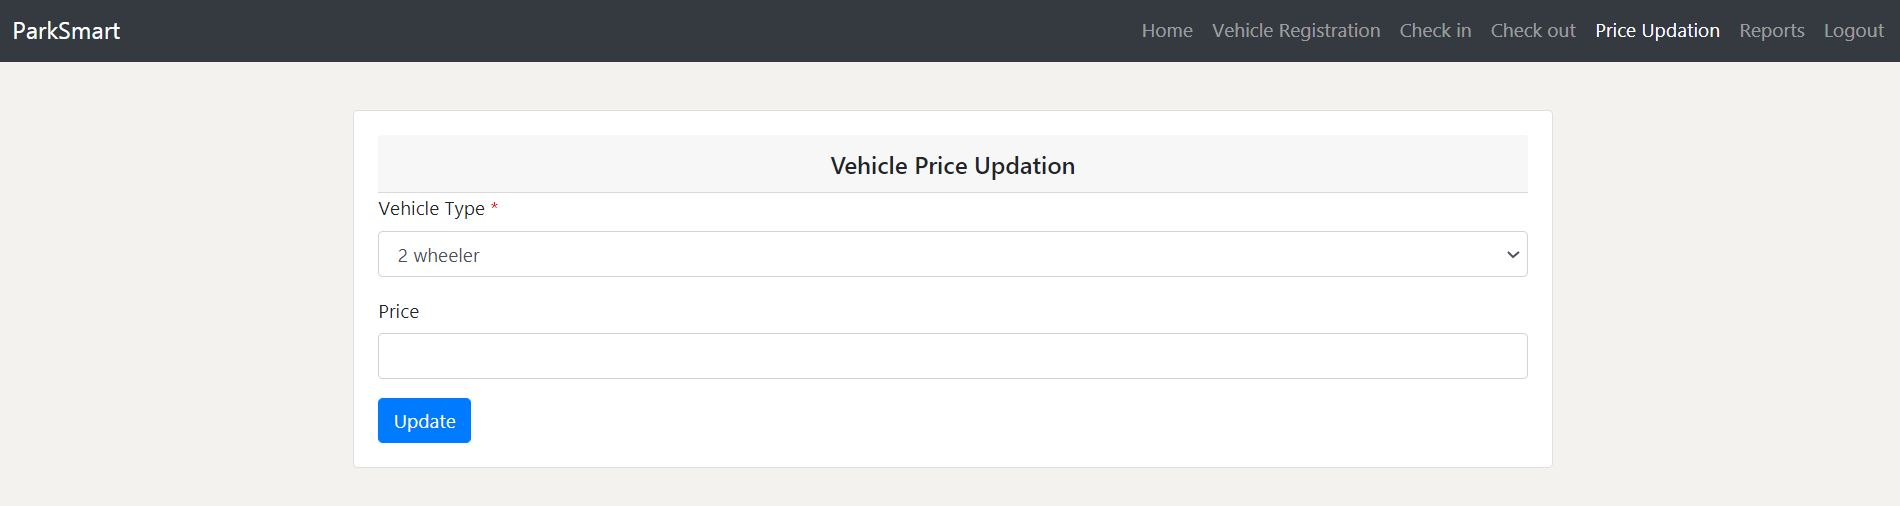 ParkSmart Home Vehicle Registration Check in Check out Price Updation Reports Logout
Vehicle Price Updation
Vehicle Type *
2 wheeler
Price
Update